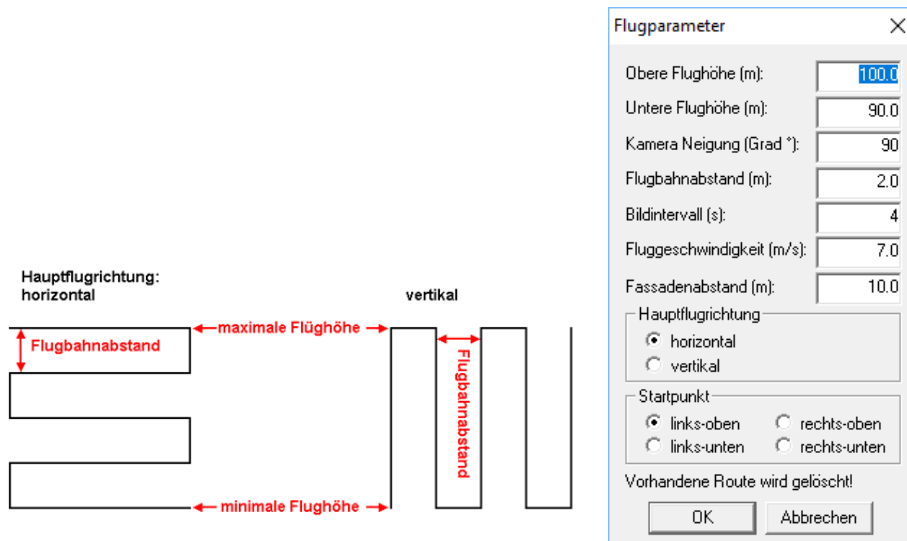 Hauptflugrichtung:
horizontal
vertikal
maximale Flüghöhe
Flugbahnabstand
Flugbahnabstand
minimale Flughöhe
Flugparameter
Obere Flughöhe (m): 100.0
Untere Flughöhe (m): 90.0
Kamera Neigung (Grad °): 90
Flugbahnabstand (m): 2.0
Bildintervall (s): 4
Fluggeschwindigkeit (m/s): 7.0
Fassadenabstand (m): 10.0
Hauptflugrichtung
horizontal
vertikal
Startpunkt
links-oben rechts-oben
links-unten rechts-unten
Vorhandene Route wird gelöscht!
OK Abbrechen